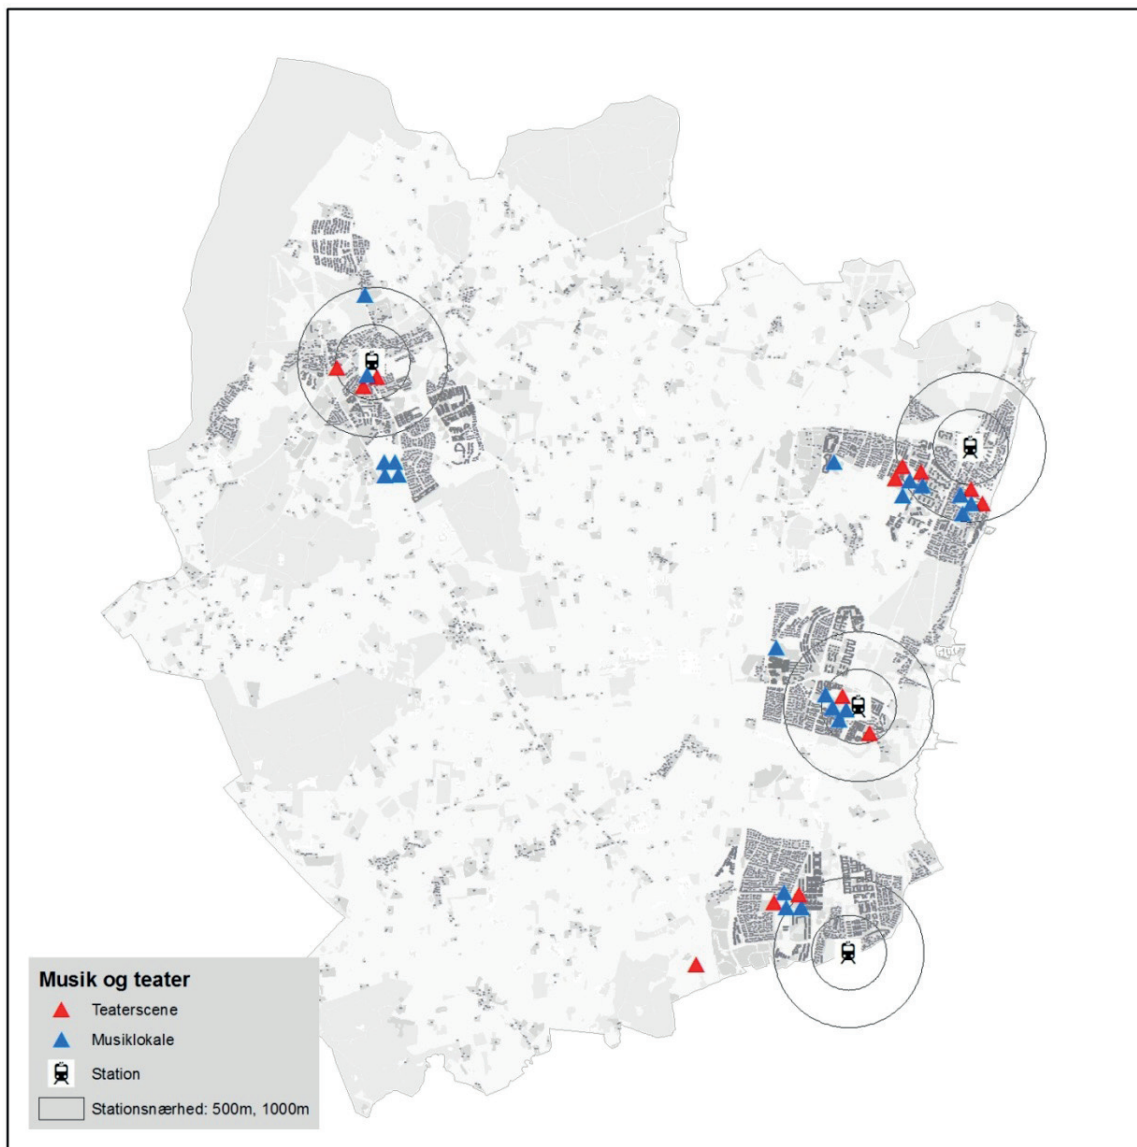 Musik og teater
Teaterscene
Musiklokale
Station
Stationsnærhed: 500m, 1000m